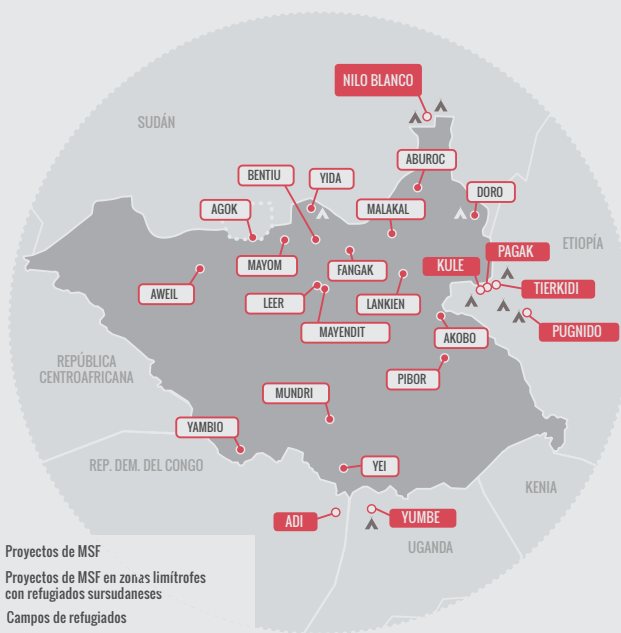 NILO BLANCO
SUDÁN
ABUROC
BENTIU
YIDA
DORO
AGOK
MALAKAL
ETIOPÍA
PAGAK
KULE
MAYOM
FANGAK
TIERKIDI
AWEIL
LEER
LANKIEN
MAYENDIT
AKOBO
PUGNIDO
REPÚBLICA
CENTROAFRICANA
PIBOR
MUNDRI
YAMBIO
REP. DEM. DEL CONGO
YEI
KENIA
ADI
YUMBE
UGANDA
Proyectos de MSF
Proyectos de MSF en zonas limítrofes
con refugiados sursudaneses
Campos de refugiados